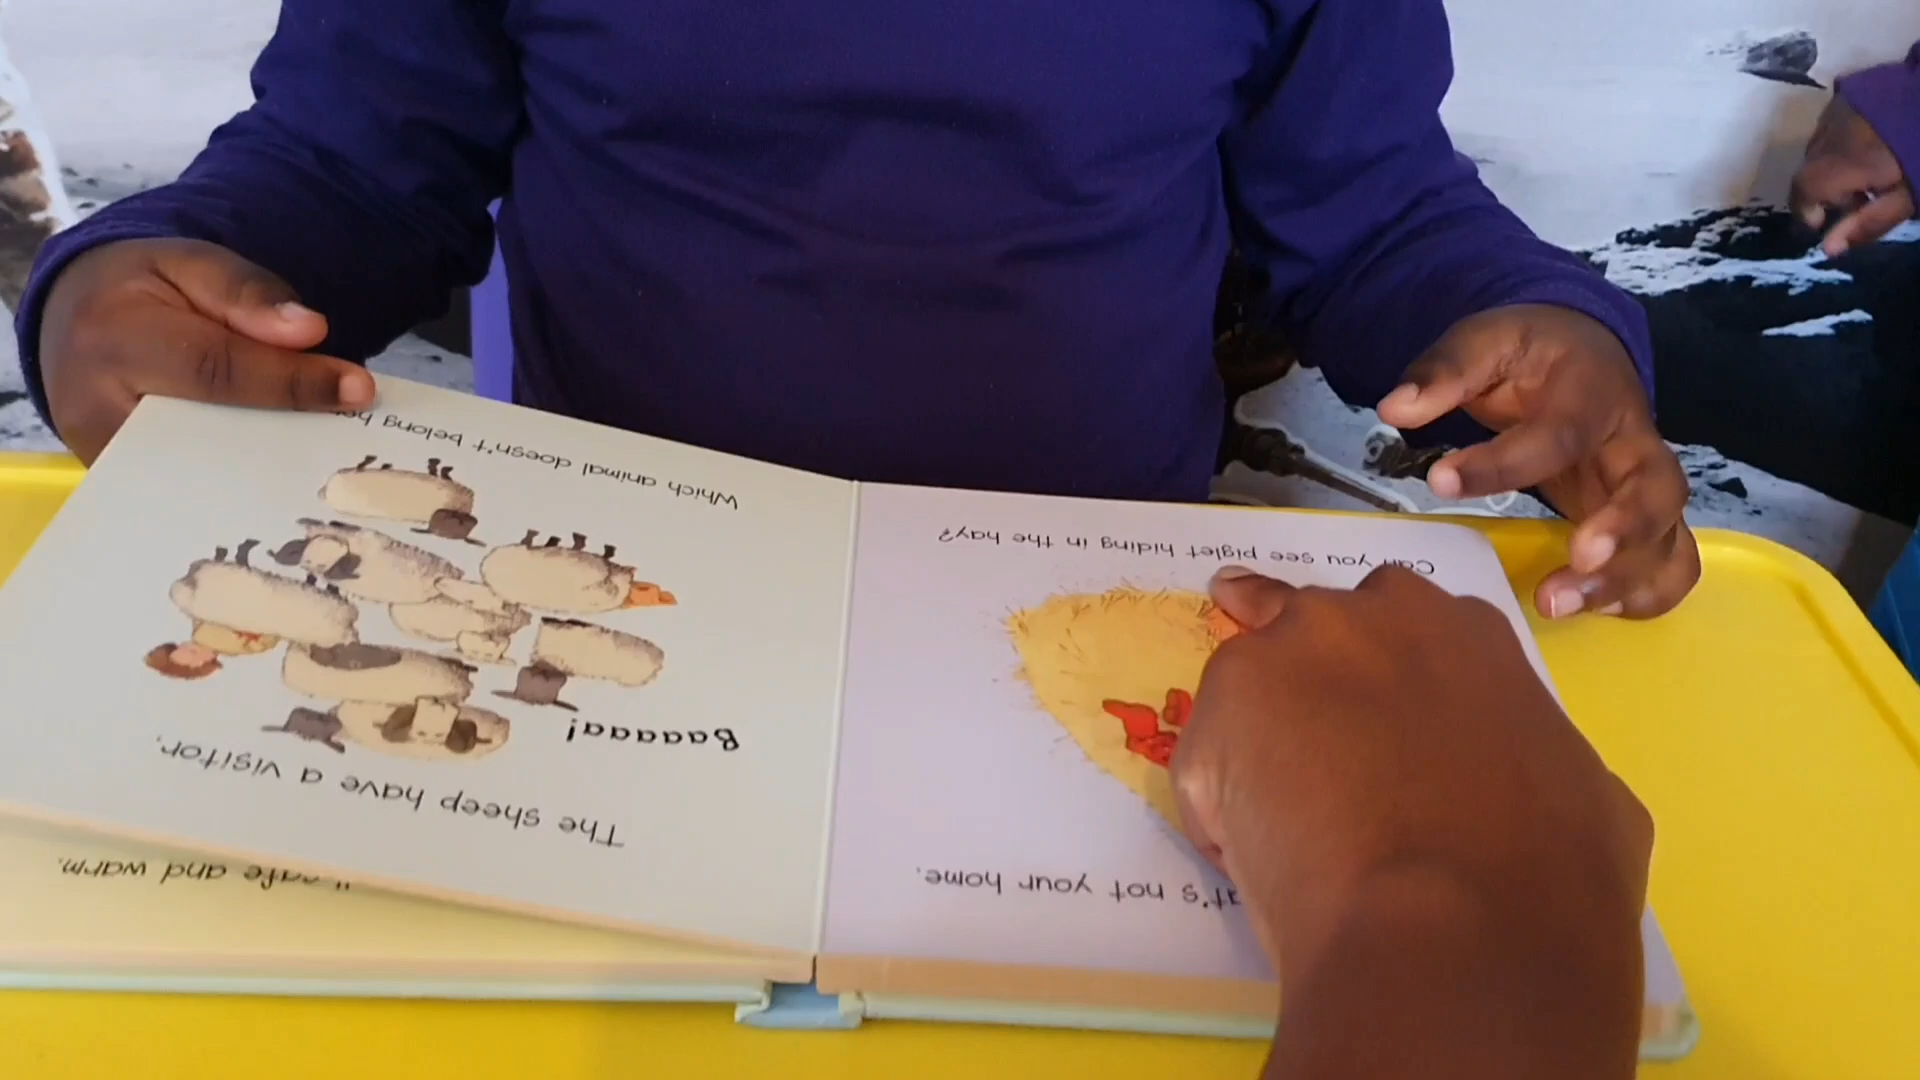 at's not your home.
Can you see piglet hiding in the hay?
The sheep have a visitor.
Baaaaa!
Which animal doesn't belong
safe and warm.